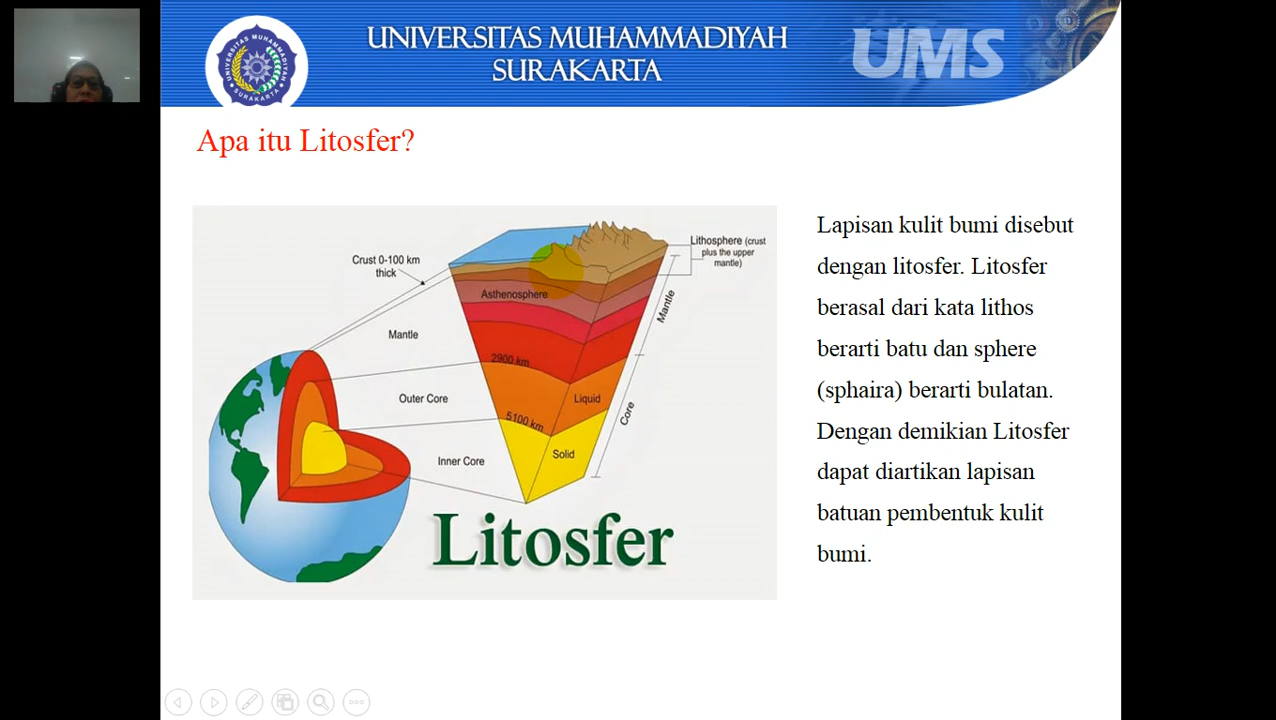 UNIVERSITAS MUHAMMADIYAH
SURAKARTA
UMS
UNIVERSITAS MUHAMMADIYAH
SURAKARTA
Apa itu Litosfer?
Crust 0-100 km
thick
Lithosphere (crust
plus the upper
mantle)
Asthenosphere
Mantle
Mantle
2900 km
Outer Core
Liquid
Core
5100 km
Inner Core
Solid
Litosfer
Lapisan kulit bumi disebut
dengan litosfer. Litosfer
berasal dari kata lithos
berarti batu dan sphere
(sphaira) berarti bulatan.
Dengan demikian Litosfer
dapat diartikan lapisan
batuan pembentuk kulit
bumi.